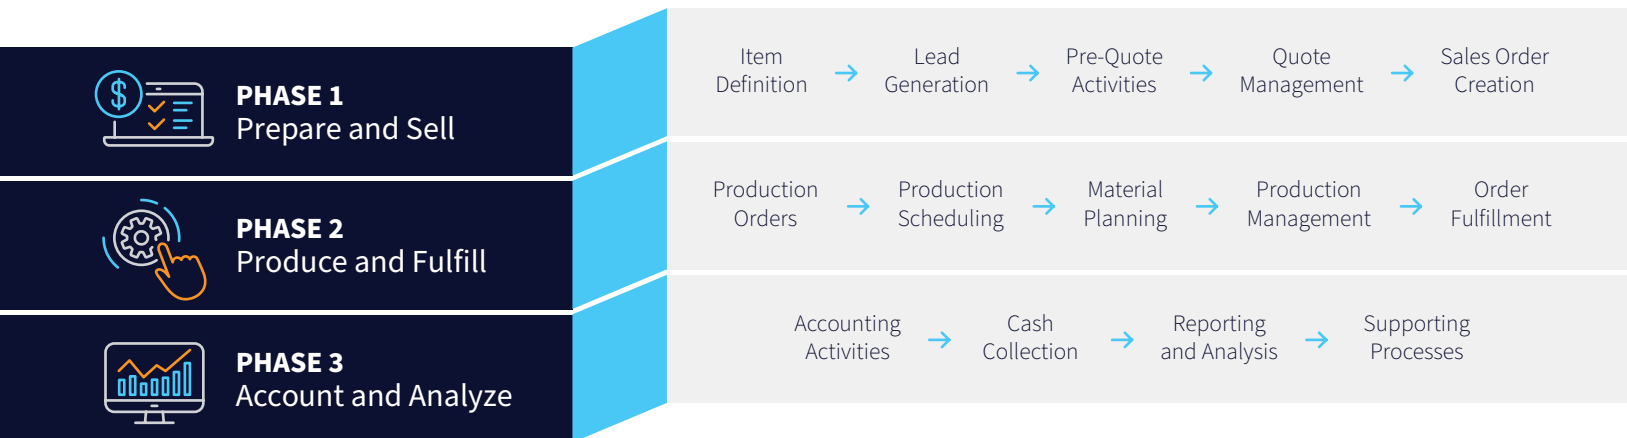 PHASE 1
Prepare and Sell
Item
Definition
Lead
Generation
Pre-Quote
Activities
Quote
Management
Sales Order
Creation
PHASE 2
Produce and Fulfill
Production
Orders
Production
Scheduling
Material
Planning
Production
Management
Order
Fulfillment
PHASE 3
Account and Analyze
Accounting
Activities
Cash
Collection
Reporting
and Analysis
Supporting
Processes